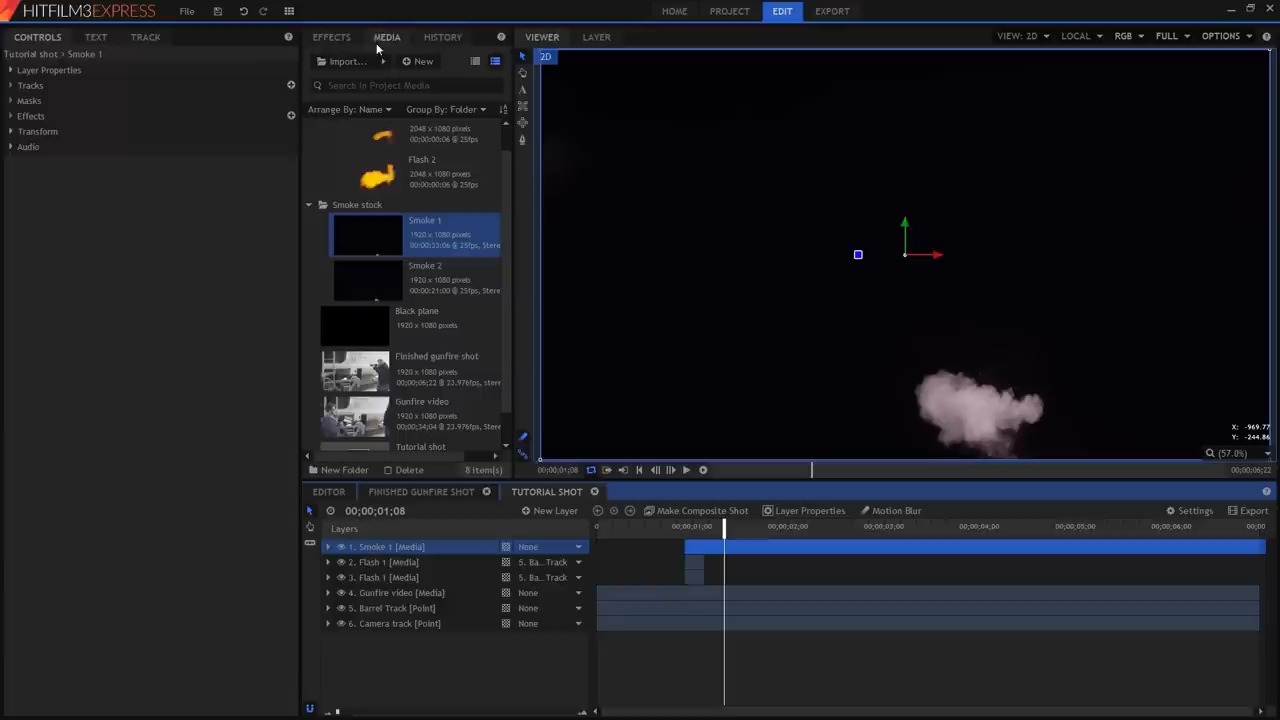 HITFILM3EXPRESS
File
HOME
PROJECT
EDIT
EXPORT
CONTROLS
TEXT
TRACK
Tutorial shot > Smoke 1
Layer Properties
Tracks
Masks
Effects
Transform
Audio
EFFECTS
MEDIA
HISTORY
Import...
New
Search in Project Media
Arrange By: Name
Group By: Folder
2048 x 1080 pixels
00;00;00;06 @ 25fps
Flash 2
2048 x 1080 pixels
00;00;00;06 @ 25fps
Smoke stock
Smoke 1
1920 x 1080 pixels
00;00;33;06 @ 25fps, Stere
Smoke 2
1920 x 1080 pixels
00;00;21;00 @ 25fps, Stere
Black plane
1920 x 1080 pixels
Finished gunfire shot
1920 x 1080 pixels
00;00;06;22 @ 23.976fps, stere
Gunfire video
1920 x 1080 pixels
00;00;34;04 @ 23.976fps, stere
Tutorial shot
New Folder
Delete
8 item(s)
VIEWER
LAYER
VIEW: 2D
LOCAL
RGB
FULL
OPTIONS
2D
X: -969.77
Y: -244.86
(57.0%)
00;00;01;08
00;00;06;22
EDITOR
FINISHED GUNFIRE SHOT
TUTORIAL SHOT
00;00;01;08
New Layer
Make Composite Shot
Layer Properties
Motion Blur
Settings
Export
Layers
0
00;00;01;00
00;00;02;00
00;00;03;00
00;00;04;00
00;00;05;00
00;00;06;00
00;00
1. Smoke 1 [Media]
None
2. Flash 1 [Media]
5. Ba...Track
3. Flash 1 [Media]
5. Ba...Track
4. Gunfire video [Media]
None
5. Barrel Track [Point]
None
6. Camera track [Point]
None